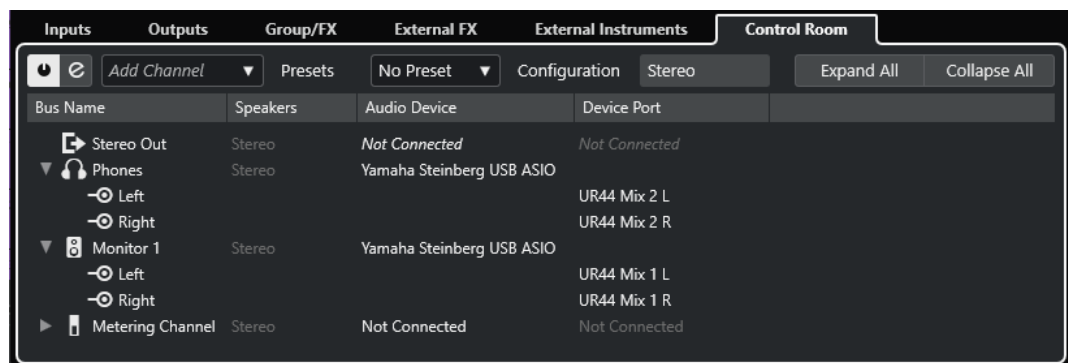 Inputs Outputs Group/FX External FX External Instruments Control Room
Add Channel Presets No Preset Configuration Stereo Expand All Collapse All
Bus Name Speakers Audio Device Device Port
Stereo Out Stereo Not Connected Not Connected
Phones Stereo Yamaha Steinberg USB ASIO
Left UR44 Mix 2 L
Right UR44 Mix 2 R
Monitor 1 Stereo Yamaha Steinberg USB ASIO
Left UR44 Mix 1 L
Right UR44 Mix 1 R
Metering Channel Stereo Not Connected Not Connected